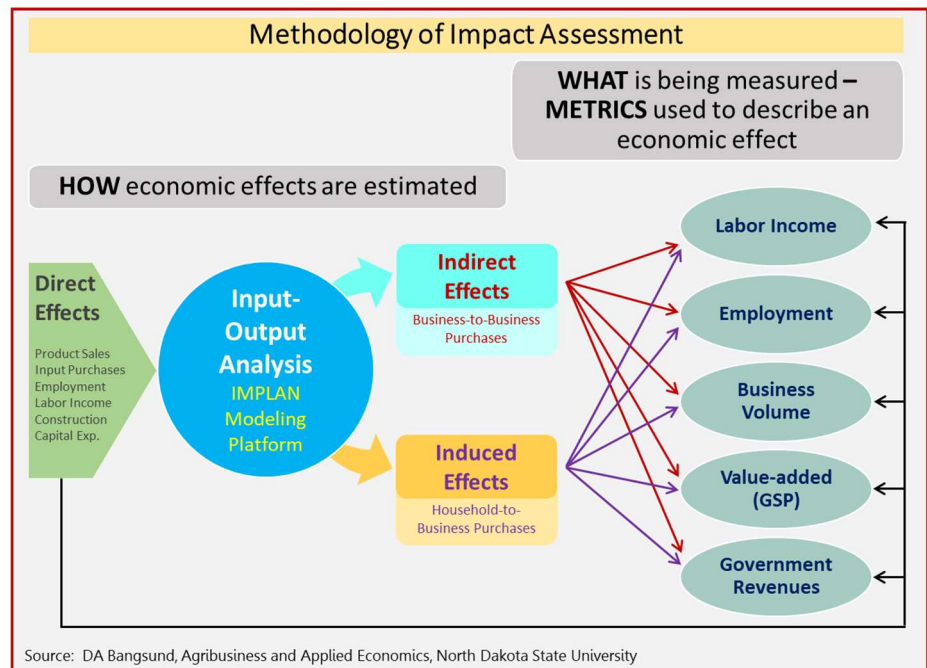 Methodology of Impact Assessment
WHAT is being measured –
METRICS used to describe an
economic effect
HOW economic effects are estimated
Direct
Effects
Product Sales
Input Purchases
Employment
Labor Income
Construction
Capital Exp.
Input-
Output
Analysis
IMPLAN
Modeling
Platform
Indirect
Effects
Business-to-Business
Purchases
Induced
Effects
Household-to-
Business Purchases
Labor Income
Employment
Business
Volume
Value-added
(GSP)
Government
Revenues
Source: DA Bangsund, Agribusiness and Applied Economics, North Dakota State University